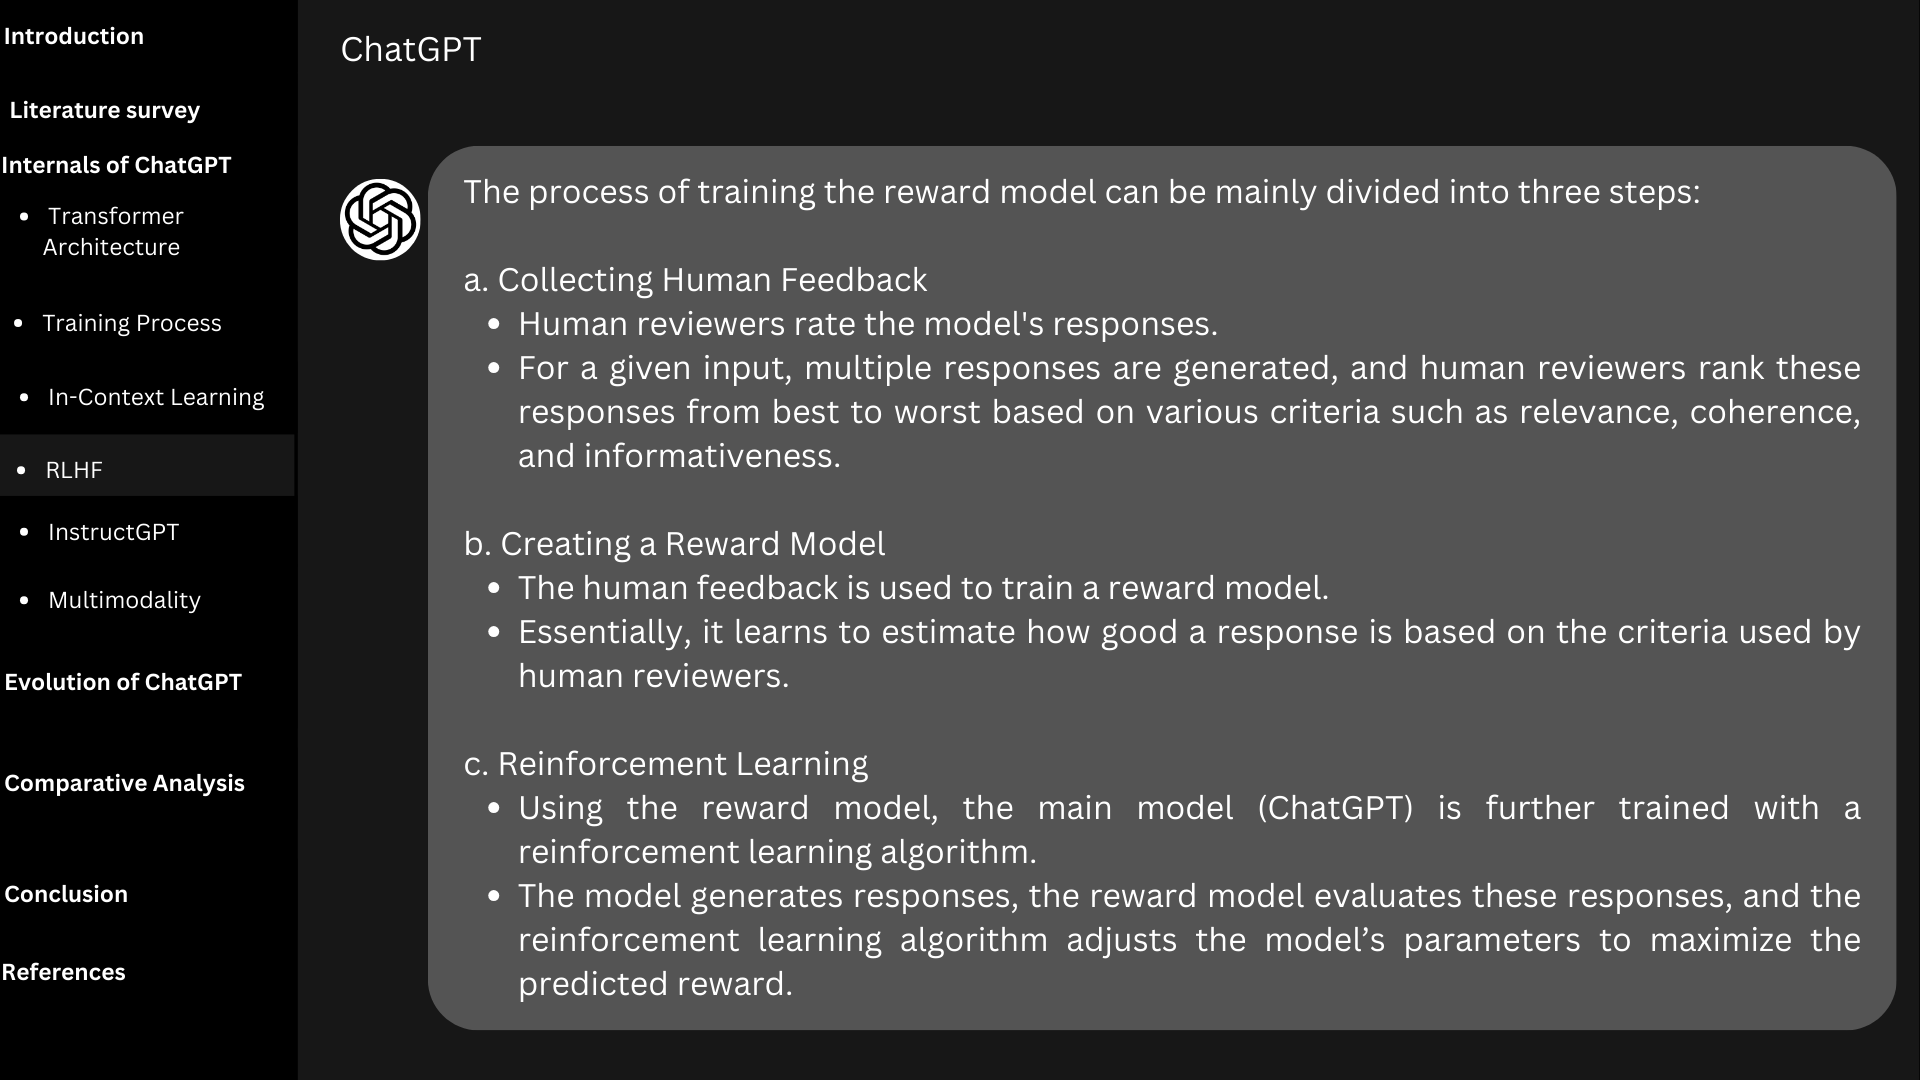 Introduction
Literature survey
Internals of ChatGPT
• Transformer
Architecture
• Training Process
• In-Context Learning
• RLHF
• InstructGPT
• Multimodality
Evolution of ChatGPT
Comparative Analysis
Conclusion
References
ChatGPT
The process of training the reward model can be mainly divided into three steps:
a. Collecting Human Feedback
• Human reviewers rate the model's responses.
• For a given input, multiple responses are generated, and human reviewers rank these
responses from best to worst based on various criteria such as relevance, coherence,
and informativeness.
b. Creating a Reward Model
• The human feedback is used to train a reward model.
• Essentially, it learns to estimate how good a response is based on the criteria used by
human reviewers.
c. Reinforcement Learning
• Using the reward model, the main model (ChatGPT) is further trained with a
reinforcement learning algorithm.
• The model generates responses, the reward model evaluates these responses, and the
reinforcement learning algorithm adjusts the model’s parameters to maximize the
predicted reward.